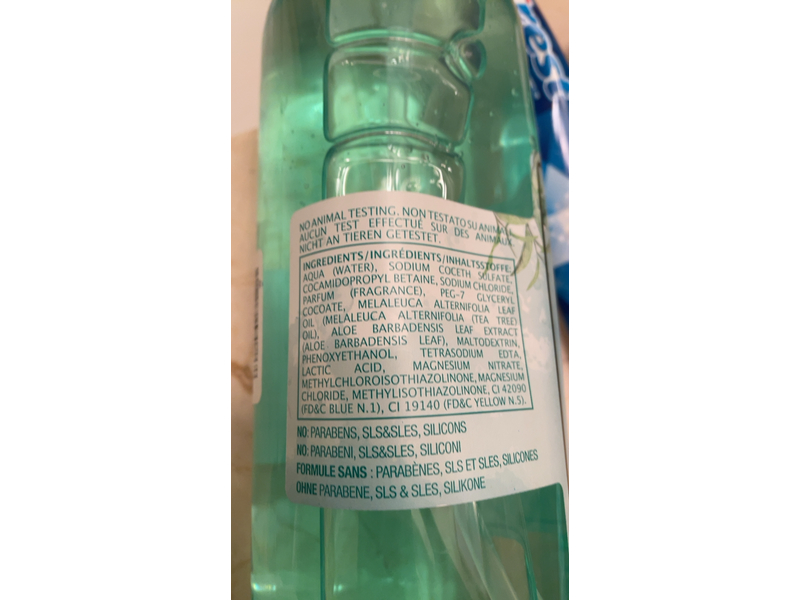 NO ANIMAL TESTING. NON TESTATO SU ANIMALI.
AUCUN TEST EFFECTUÉ SUR DES ANIMAUX.
NICHT AN TIEREN GETESTET.
INGREDIENTS/INGRÉDIENTS/INHALTSSTOFFE:
AQUA (WATER), SODIUM COCETH SULFATE,
COCAMIDOPROPYL BETAINE, SODIUM CHLORIDE,
PARFUM (FRAGRANCE), PEG-7 GLYCERYL
COCOATE, MELALEUCA ALTERNIFOLIA LEAF
OIL (MELALEUCA ALTERNIFOLIA (TEA TREE)
OIL), ALOE BARBADENSIS LEAF EXTRACT
(ALOE BARBADENSIS LEAF), MALTODEXTRIN,
PHENOXYETHANOL, TETRASODIUM EDTA,
LACTIC ACID, MAGNESIUM NITRATE,
METHYLCHLOROISOTHIAZOLINONE, MAGNESIUM
CHLORIDE, METHYLISOTHIAZOLINONE, CI 42090
(FD&C BLUE N.1), CI 19140 (FD&C YELLOW N.5).
NO: PARABENS, SLS&SLES, SILICONS
NO: PARABENI, SLS&SLES, SILICONI
FORMULE SANS : PARABÈNES, SLS ET SLES, SILICONES
OHNE PARABENE, SLS & SLES, SILIKONE